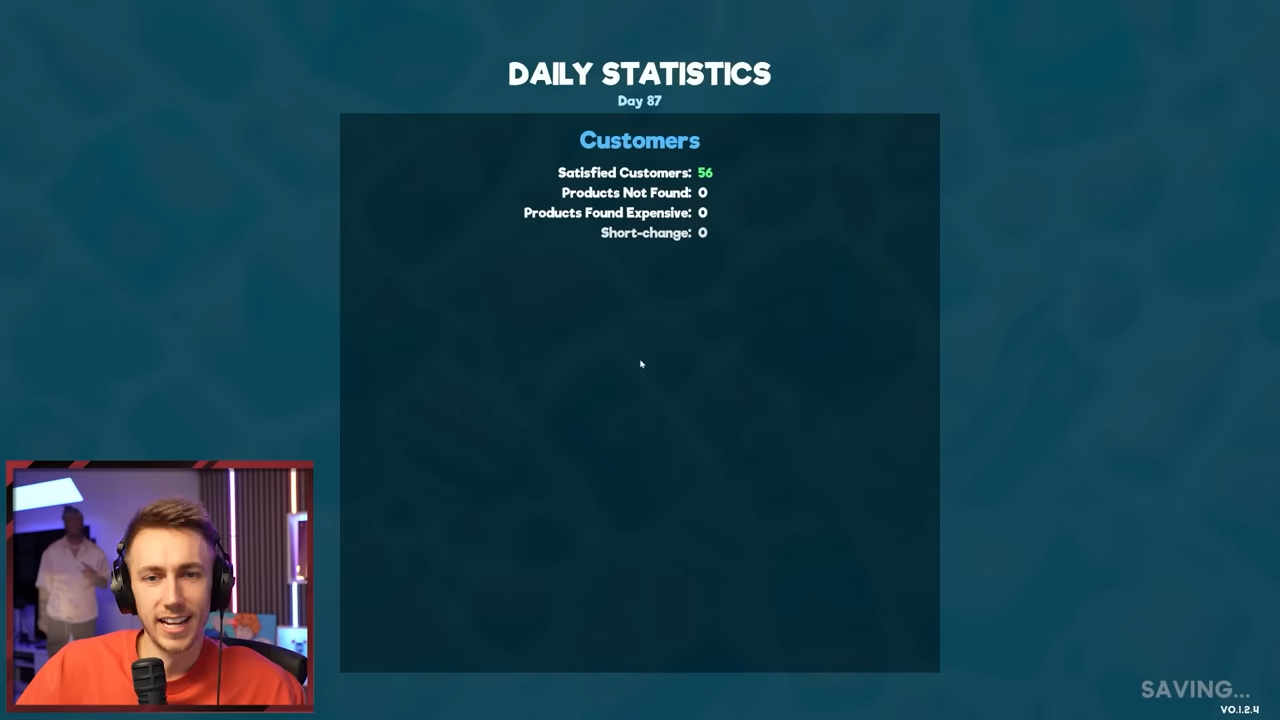 DAILY STATISTICS
Day 87
Customers
Satisfied Customers: 56
Products Not Found: 0
Products Found Expensive: 0
Short-change: 0
SAVING...
V0.1.2.4